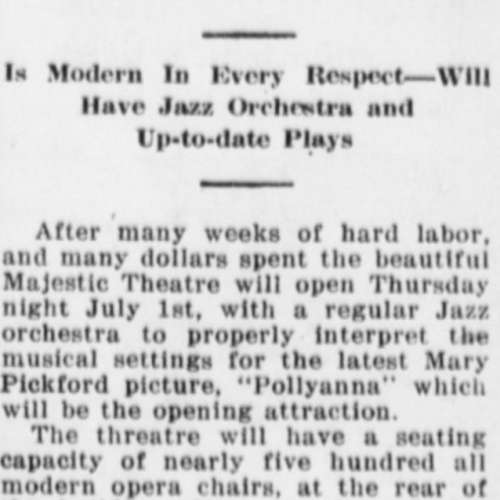 Is Modern In Every Respect—Will
Have Jazz Orchestra and
Up-to-date Plays
After many weeks of hard labor,
and many dollars spent the beautiful
Majestic Theatre will open Thursday
night July 1st, with a regular Jazz
orchestra to properly interpret the
musical settings for the latest Mary
Pickford picture, "Pollyanna" which
will be the opening attraction.
The threatre will have a seating
capacity of nearly five hundred all
modern opera chairs, at the rear of